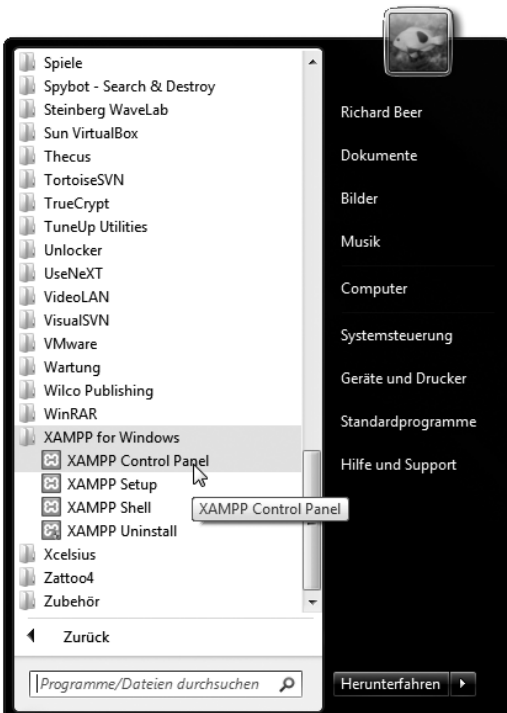 Spiele
Spybot - Search & Destroy
Steinberg WaveLab
Sun VirtualBox
Thecus
TortoiseSVN
TrueCrypt
TuneUp Utilities
Unlocker
UseNeXT
VideoLAN
VisualSVN
VMware
Wartung
Wilco Publishing
WinRAR
XAMPP for Windows
XAMPP Control Panel
XAMPP Setup
XAMPP Shell
XAMPP Uninstall
Xcelsius
Zattoo4
Zubehör
Zurück
Programme/Dateien durchsuchen
XAMPP Control Panel
Richard Beer
Dokumente
Bilder
Musik
Computer
Systemsteuerung
Geräte und Drucker
Standardprogramme
Hilfe und Support
Herunterfahren